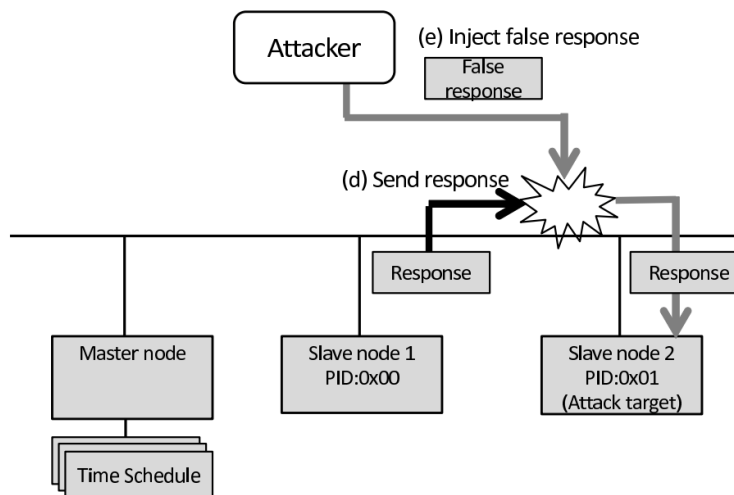 Attacker
(e) Inject false response
False
response
(d) Send response
Response
Response
Master node
Slave node 1
PID:0x00
Slave node 2
PID:0x01
(Attack target)
Time Schedule